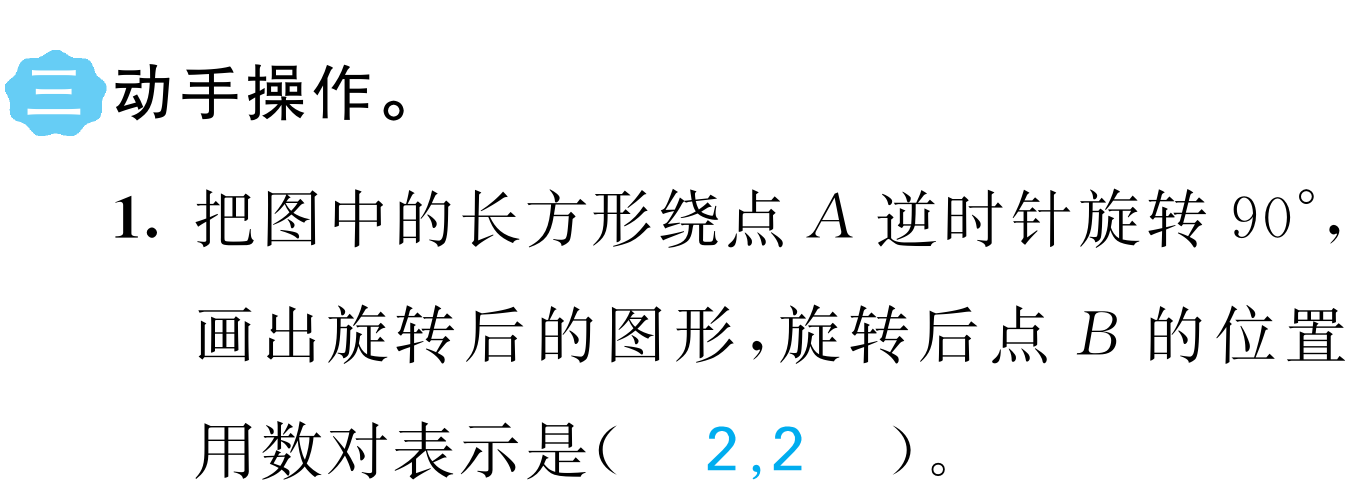 三 动手操作。
1. 把图中的长方形绕点 A 逆时针旋转 90°,
画出旋转后的图形,旋转后点 B 的位置
用数对表示是( 2,2 )。